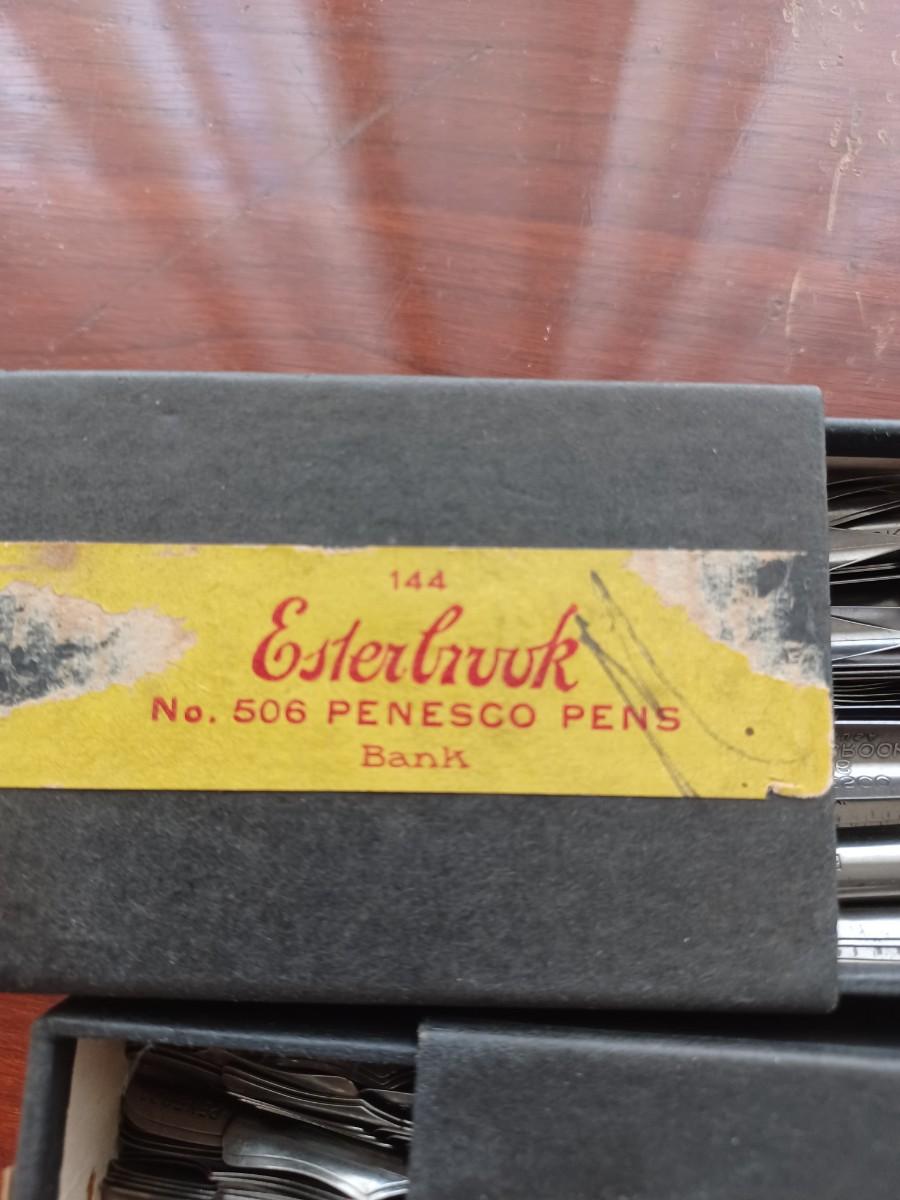 144
Esterbrook
No. 506 PENESCO PENS
Bank